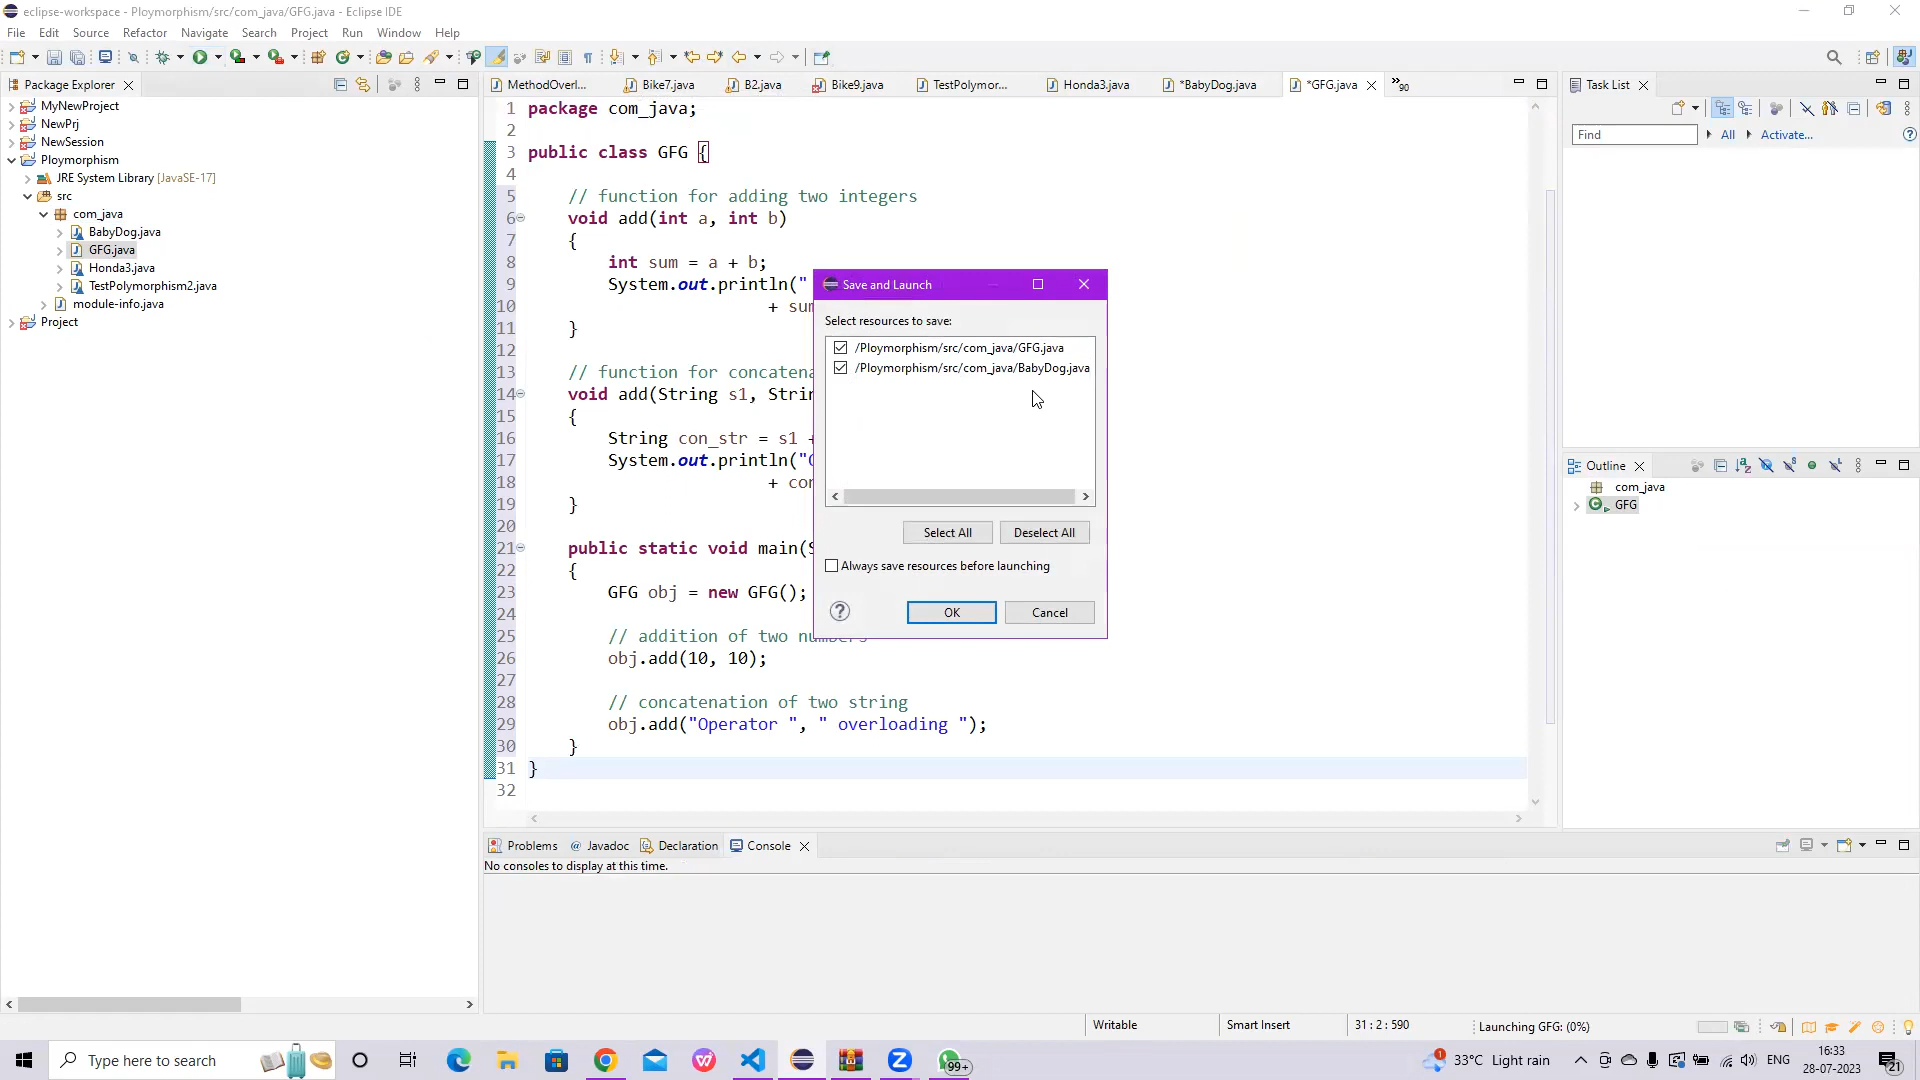 eclipse-workspace - Ploymorphism/src/com_java/GFG.java - Eclipse IDE
File Edit Source Refactor Navigate Search Project Run Window Help
Package Explorer
MyNewProject
NewPrj
NewSession
Ploymorphism
JRE System Library [JavaSE-17]
src
com_java
BabyDog.java
GFG.java
Honda3.java
TestPolymorphism2.java
module-info.java
Project
MethodOverl... Bike7.java B2.java Bike9.java TestPolymor... Honda3.java *BabyDog.java *GFG.java »90
1 package com_java;
2
3 public class GFG {
4
5 // function for adding two integers
6 void add(int a, int b)
7 {
8 int sum = a + b;
9 System.out.println("
10 + sum
11 }
12
13 // function for concatena
14 void add(String s1, Strin
15 {
16 String con_str = s1 +
17 System.out.println("
18 + con
19 }
20
21 public static void main(
22 {
23 GFG obj = new GFG();
24
25 // addition of two numbers
26 obj.add(10, 10);
27
28 // concatenation of two string
29 obj.add("Operator ", " overloading ");
30 }
31 }
32
Save and Launch
Select resources to save:
/Ploymorphism/src/com_java/GFG.java
/Ploymorphism/src/com_java/BabyDog.java
Select All Deselect All
Always save resources before launching
OK Cancel
Task List
Find All Activate...
Outline
com_java
GFG
Problems @ Javadoc Declaration Console
No consoles to display at this time.
Writable Smart Insert 31 : 2 : 590 Launching GFG: (0%)
Type here to search
99+
33°C Light rain ENG
16:33
28-07-2023
21